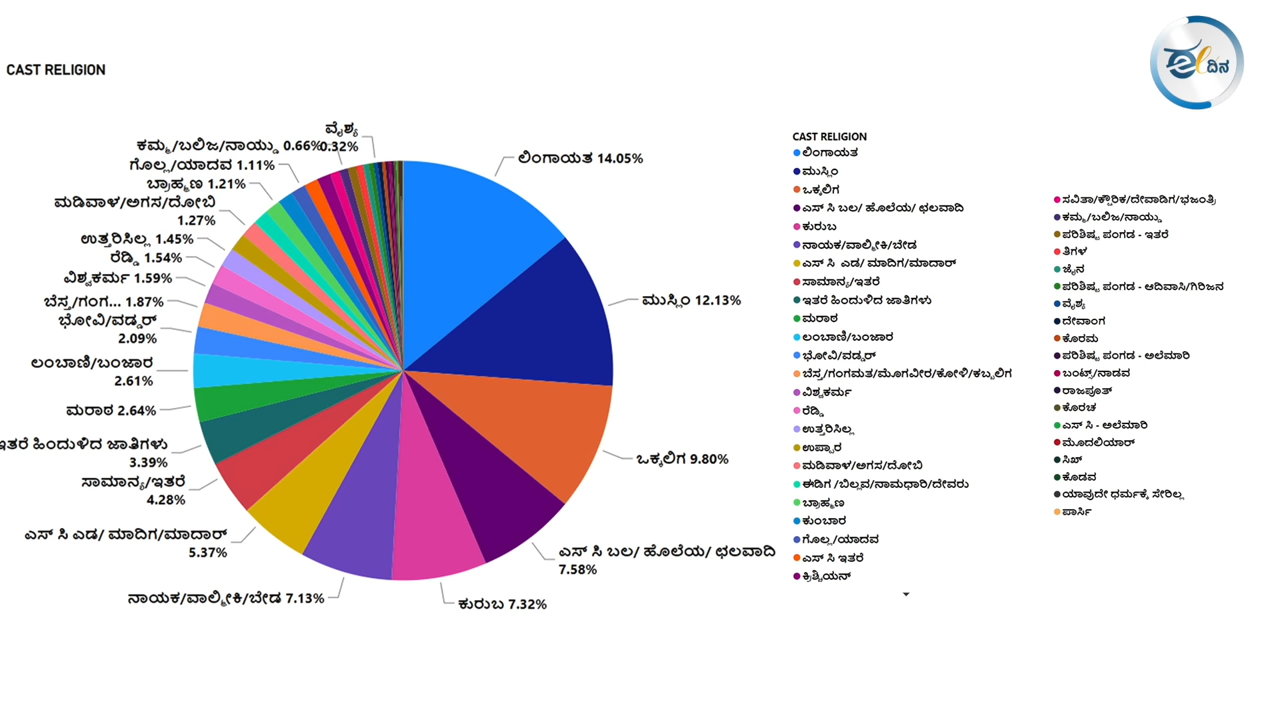 ಈದಿನ
CAST RELIGION
ವೈಶ್ಯ
0.32%
ಕಮ್ಮ/ಬಲಿಜ/ನಾಯ್ಡು 0.66%
ಗೊಲ್ಲ/ಯಾದವ 1.11%
ಬ್ರಾಹ್ಮಣ 1.21%
ಮಡಿವಾಳ/ಅಗಸ/ದೋಬಿ
1.27%
ಉತ್ತರಿಸಿಲ್ಲ 1.45%
ರೆಡ್ಡಿ 1.54%
ವಿಶ್ವಕರ್ಮ 1.59%
ಬೆಸ್ತ/ಗಂಗ... 1.87%
ಭೋವಿ/ವಡ್ಡರ್
2.09%
ಲಂಬಾಣಿ/ಬಂಜಾರ
2.61%
ಮರಾಠ 2.64%
ಇತರೆ ಹಿಂದುಳಿದ ಜಾತಿಗಳು
3.39%
ಸಾಮಾನ್ಯ/ಇತರೆ
4.28%
ಎಸ್ ಸಿ ಎಡ/ ಮಾದಿಗ/ಮಾದಾರ್
5.37%
ನಾಯಕ/ವಾಲ್ಮೀಕಿ/ಬೇಡ 7.13%
ಕುರುಬ 7.32%
ಎಸ್ ಸಿ ಬಲ/ ಹೊಲೆಯ/ ಛಲವಾದಿ
7.58%
ಒಕ್ಕಲಿಗ 9.80%
ಮುಸ್ಲಿಂ 12.13%
ಲಿಂಗಾಯತ 14.05%
CAST RELIGION
ಲಿಂಗಾಯತ
ಮುಸ್ಲಿಂ
ಒಕ್ಕಲಿಗ
ಎಸ್ ಸಿ ಬಲ/ ಹೊಲೆಯ/ ಛಲವಾದಿ
ಕುರುಬ
ನಾಯಕ/ವಾಲ್ಮೀಕಿ/ಬೇಡ
ಎಸ್ ಸಿ ಎಡ/ ಮಾದಿಗ/ಮಾದಾರ್
ಸಾಮಾನ್ಯ/ಇತರೆ
ಇತರೆ ಹಿಂದುಳಿದ ಜಾತಿಗಳು
ಮರಾಠ
ಲಂಬಾಣಿ/ಬಂಜಾರ
ಭೋವಿ/ವಡ್ಡರ್
ಬೆಸ್ತ/ಗಂಗಮತ/ಮೊಗವೀರ/ಕೋಳಿ/ಕಬ್ಬಲಿಗ
ವಿಶ್ವಕರ್ಮ
ರೆಡ್ಡಿ
ಉತ್ತರಿಸಿಲ್ಲ
ಉಪ್ಪಾರ
ಮಡಿವಾಳ/ಅಗಸ/ದೋಬಿ
ಈಡಿಗ /ಬಿಲ್ಲವ/ನಾಮಧಾರಿ/ದೇವರು
ಬ್ರಾಹ್ಮಣ
ಕುಂಬಾರ
ಗೊಲ್ಲ/ಯಾದವ
ಎಸ್ ಸಿ ಇತರೆ
ಕ್ರಿಶ್ಚಿಯನ್
ಸವಿತಾ/ಕ್ಷೌರಿಕ/ದೇವಾಡಿಗ/ಭಜಂತ್ರಿ
ಕಮ್ಮ/ಬಲಿಜ/ನಾಯ್ಡು
ಪರಿಶಿಷ್ಟ ಪಂಗಡ - ಇತರೆ
ತಿಗಳ
ಜೈನ
ಪರಿಶಿಷ್ಟ ಪಂಗಡ - ಆದಿವಾಸಿ/ಗಿರಿಜನ
ವೈಶ್ಯ
ದೇವಾಂಗ
ಕೊರಮ
ಪರಿಶಿಷ್ಟ ಪಂಗಡ - ಅಲೆಮಾರಿ
ಬಂಟ್ಸ್/ನಾಡವ
ರಾಜಪೂತ್
ಕೊರಚ
ಎಸ್ ಸಿ - ಅಲೆಮಾರಿ
ಮೊದಲಿಯಾರ್
ಸಿಖ್
ಕೊಡವ
ಯಾವುದೇ ಧರ್ಮಕ್ಕೆ ಸೇರಿಲ್ಲ
ಪಾರ್ಸಿ